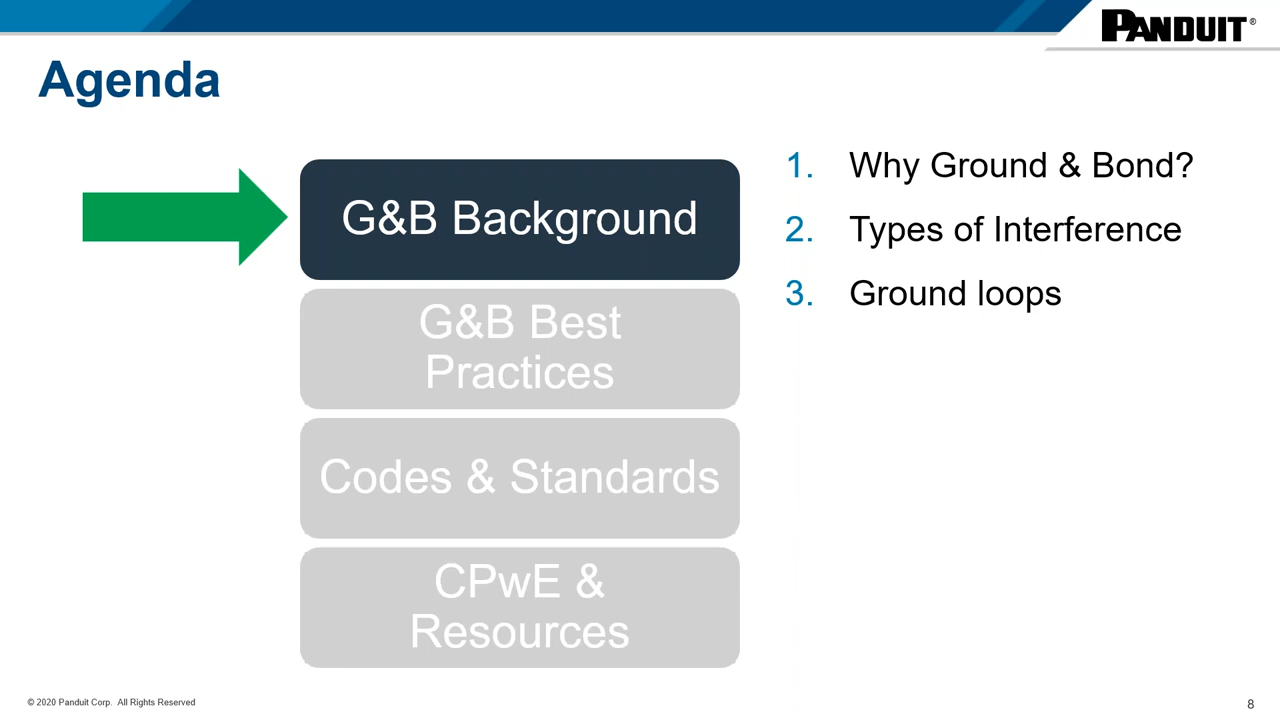 PANDUIT®
Agenda
G&B Background
G&B Best
Practices
Codes & Standards
CPwE &
Resources
1. Why Ground & Bond?
2. Types of Interference
3. Ground loops
© 2020 Panduit Corp. All Rights Reserved
8